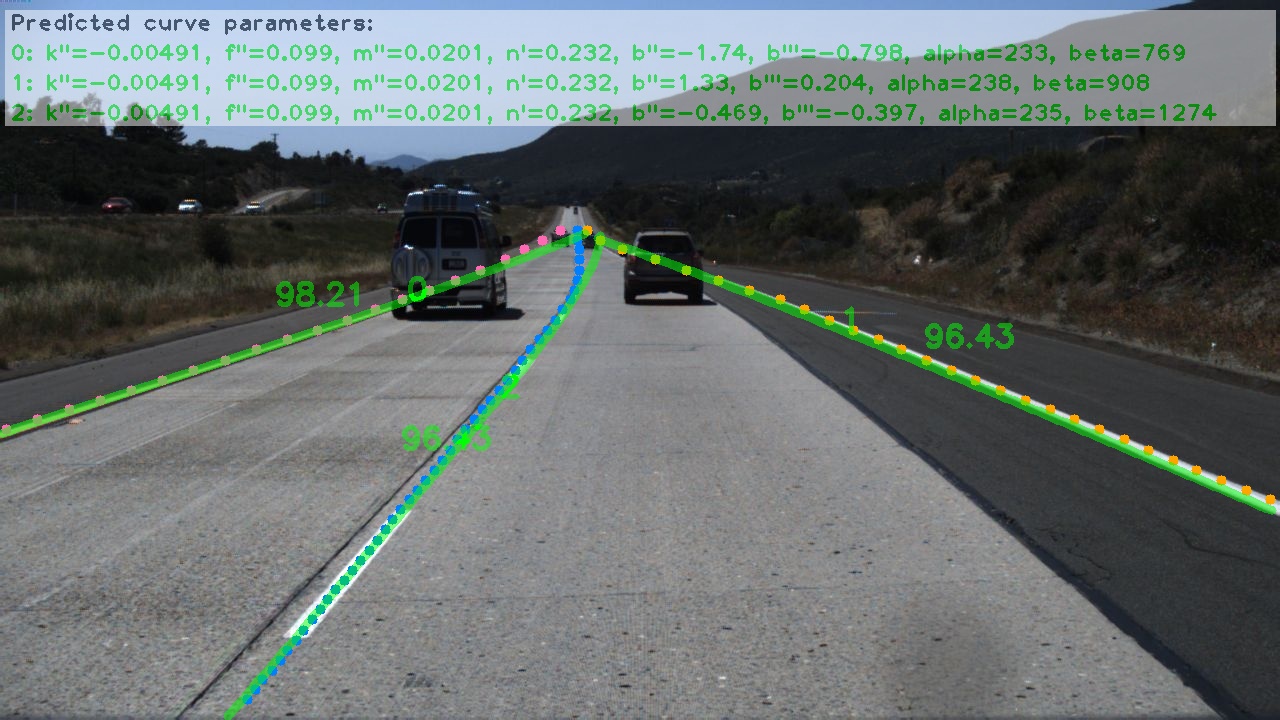 Predicted curve parameters:
0: k''=-0.00491, f''=0.099, m''=0.0201, n'=0.232, b''=-1.74, b'''=-0.798, alpha=233, beta=769
1: k''=-0.00491, f''=0.099, m''=0.0201, n'=0.232, b''=1.33, b'''=0.204, alpha=238, beta=908
2: k''=-0.00491, f''=0.099, m''=0.0201, n'=0.232, b''=-0.469, b'''=-0.397, alpha=235, beta=1274
98.21 0
1 96.43